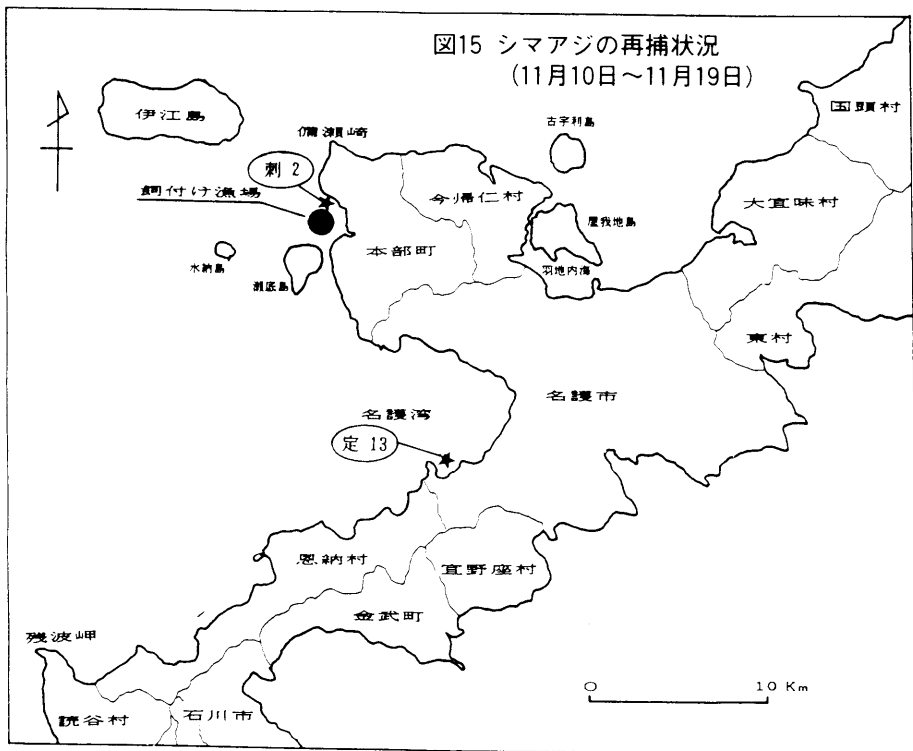 図15 シマアジの再捕状況
(11月10日～11月19日)
伊江島
備瀬崎
古宇利島
国頭村
刺 2
飼付け漁場
今帰仁村
大宜味村
屋我地島
本部町
水納島
瀬底島
羽地内海
東村
名護湾
名護市
定 13
恩納村
宜野座村
金武町
残波岬
読谷村
石川市
0 10 Km